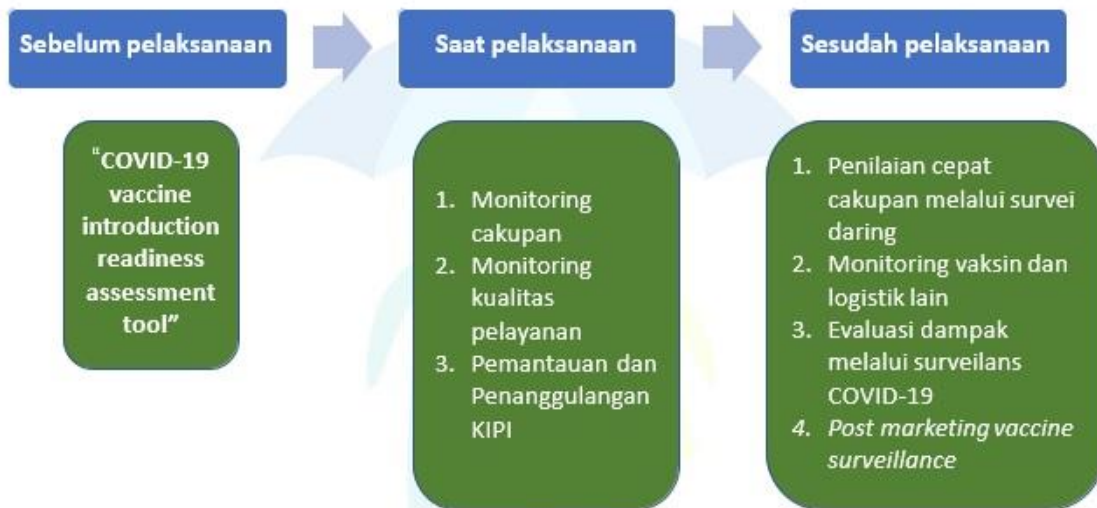 Sebelum pelaksanaan
Saat pelaksanaan
Sesudah pelaksanaan
"COVID-19
vaccine
introduction
readiness
assessment
tool"
1. Monitoring
cakupan
2. Monitoring
kualitas
pelayanan
3. Pemantauan dan
Penanggulangan
KIPI
1. Penilaian cepat
cakupan melalui survei
daring
2. Monitoring vaksin dan
logistik lain
3. Evaluasi dampak
melalui surveilans
COVID-19
4. Post marketing vaccine
surveillance